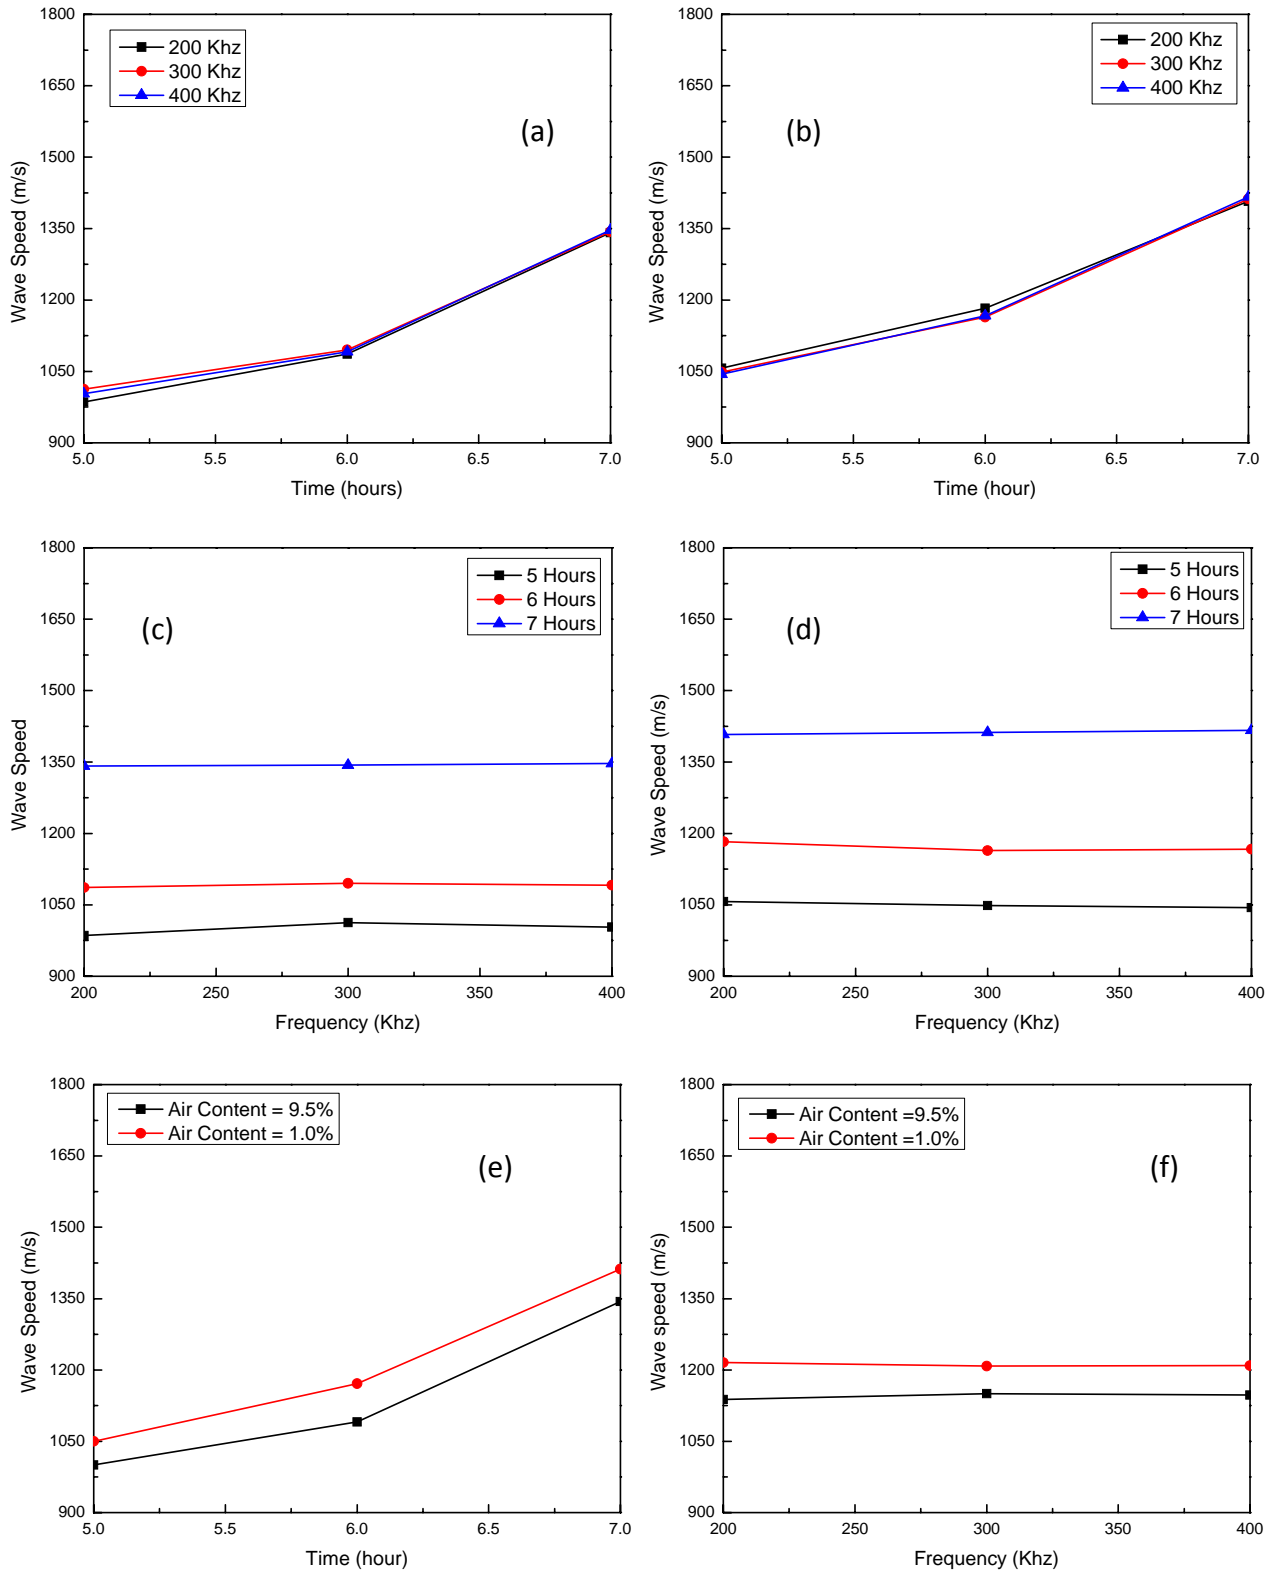 1800
1650
1500
1350
1200
1050
900
Wave Speed (m/s)
200 Khz
300 Khz
400 Khz
(a)
5.0 5.5 6.0 6.5 7.0
Time (hours)
1800
1650
1500
1350
1200
1050
900
Wave Speed (m/s)
200 Khz
300 Khz
400 Khz
(b)
5.0 5.5 6.0 6.5 7.0
Time (hour)
1800
1650
1500
1350
1200
1050
900
Wave Speed
5 Hours
6 Hours
7 Hours
(c)
200 250 300 350 400
Frequency (Khz)
1800
1650
1500
1350
1200
1050
900
Wave Speed (m/s)
5 Hours
6 Hours
7 Hours
(d)
200 250 300 350 400
Frequency (Khz)
1800
1650
1500
1350
1200
1050
900
Wave Speed (m/s)
Air Content = 9.5%
Air Content = 1.0%
(e)
5.0 5.5 6.0 6.5 7.0
Time (hour)
1800
1650
1500
1350
1200
1050
900
Wave speed (m/s)
Air Content =9.5%
Air Content =1.0%
(f)
200 250 300 350 400
Frequency (Khz)